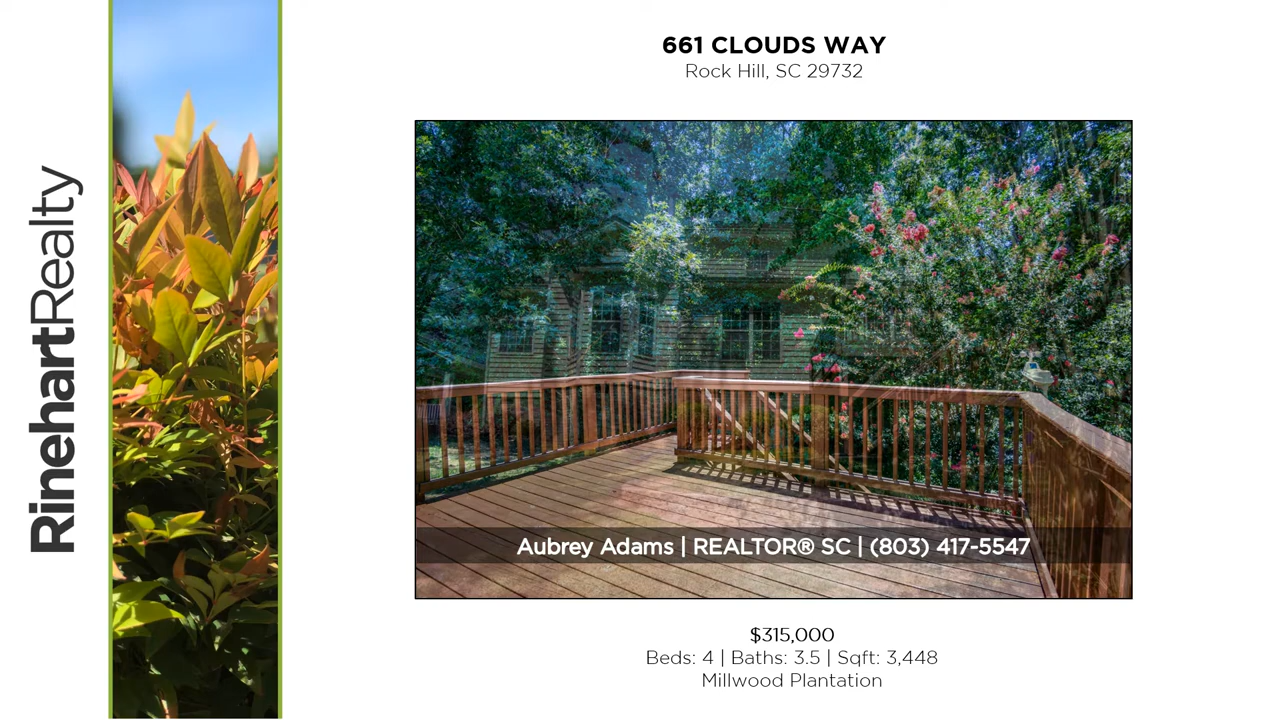 RinehartRealty
661 CLOUDS WAY
Rock Hill, SC 29732
Aubrey Adams | REALTOR® SC | (803) 417-5547
$315,000
Beds: 4 | Baths: 3.5 | Sqft: 3,448
Millwood Plantation